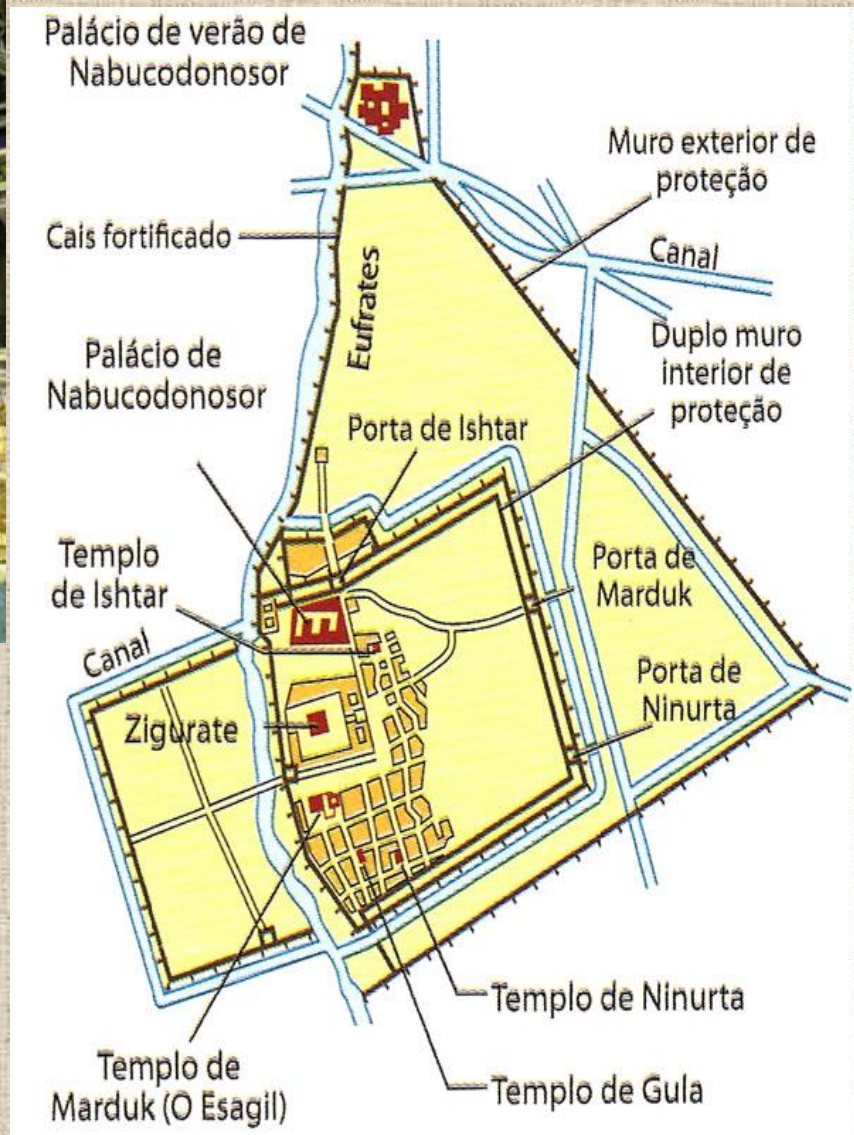 Palácio de verão de
Nabucodonosor
Muro exterior de
proteção
Cais fortificado
Canal
Eufrates
Duplo muro
interior de
proteção
Palácio de
Nabucodonosor
Porta de Ishtar
Templo
de Ishtar
Porta de
Marduk
Canal
Porta de
Ninurta
Zigurate
Templo de Ninurta
Templo de
Marduk (O Esagil)
Templo de Gula